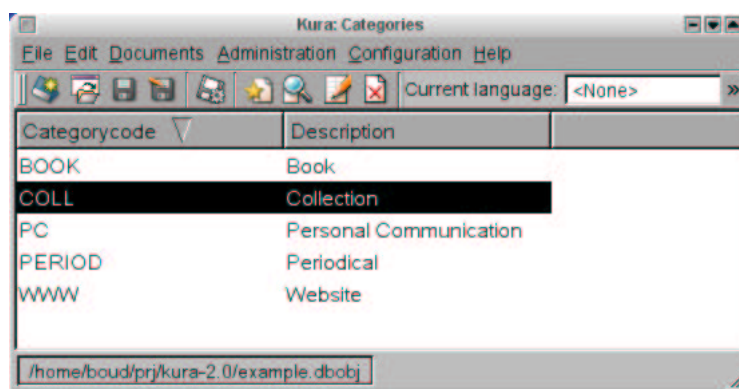 Kura: Categories
File Edit Documents Administration Configuration Help
Current language: <None> »
Categorycode Description
BOOK Book
COLL Collection
PC Personal Communication
PERIOD Periodical
WWW Website
/home/boud/prj/kura-2.0/example.dbobj